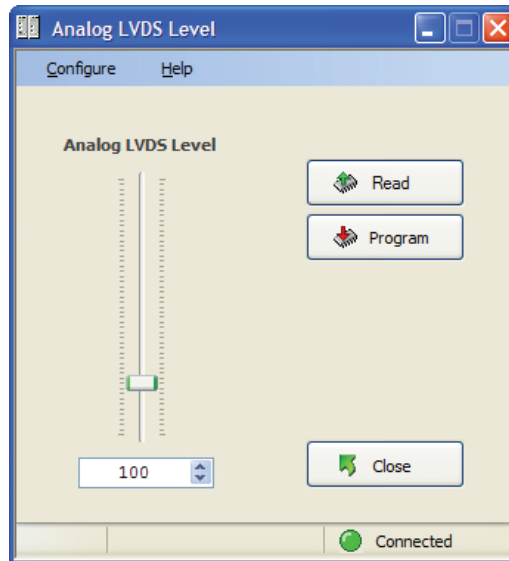 Analog LVDS Level
Configure Help
Analog LVDS Level
Read
Program
100
Close
Connected